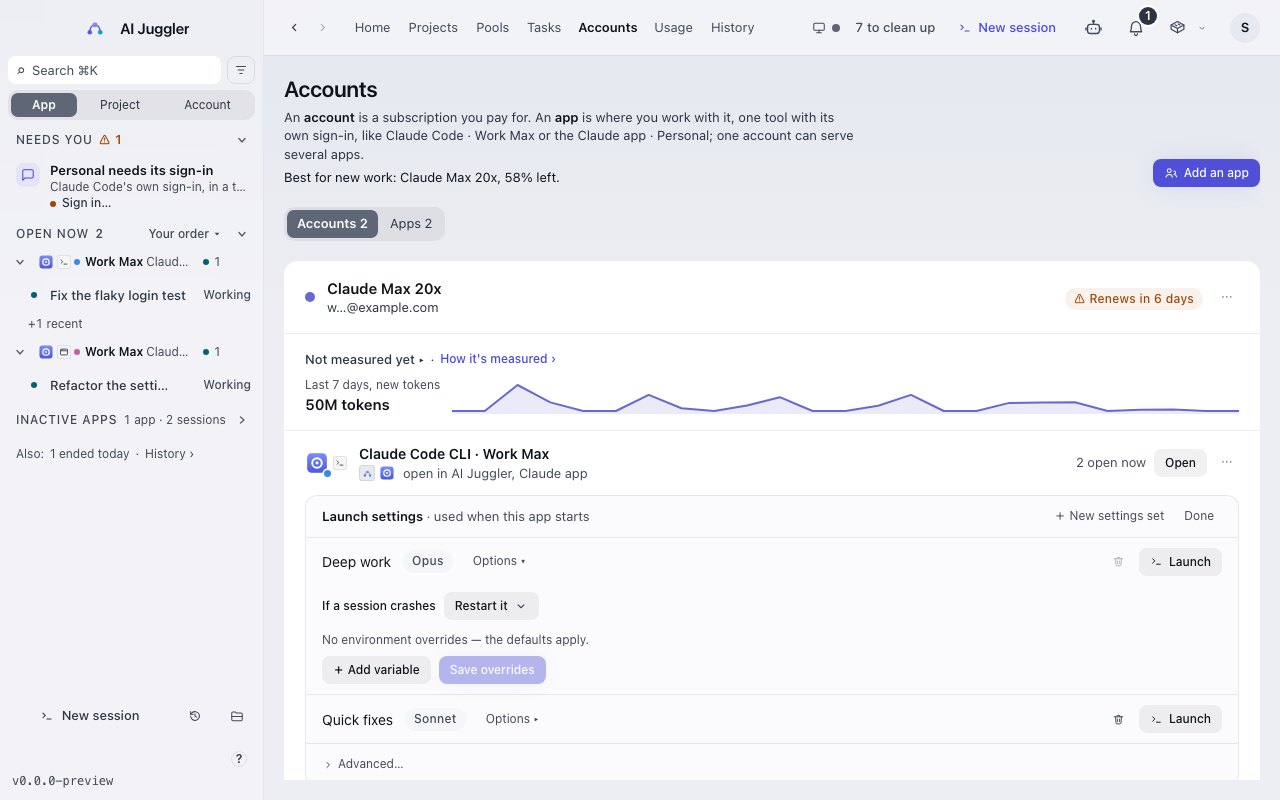 AI Juggler
Search ⌘K
App Project Account
NEEDS YOU 1
Personal needs its sign-in
Claude Code's own sign-in, in a t…
Sign in…
OPEN NOW 2 Your order
Work Max Claud… 1
Fix the flaky login test Working
+1 recent
Work Max Claud… 1
Refactor the setti… Working
INACTIVE APPS 1 app · 2 sessions
Also: 1 ended today · History ›
New session
?
v0.0.0-preview
Home Projects Pools Tasks Accounts Usage History
7 to clean up New session 1 S
Accounts
An account is a subscription you pay for. An app is where you work with it, one tool with its
own sign-in, like Claude Code · Work Max or the Claude app · Personal; one account can serve
several apps.
Best for new work: Claude Max 20x, 58% left.
Add an app
Accounts 2 Apps 2
Claude Max 20x
w…@example.com
Renews in 6 days ···
Not measured yet · How it's measured ›
Last 7 days, new tokens
50M tokens
Claude Code CLI · Work Max
open in AI Juggler, Claude app
2 open now Open ···
Launch settings · used when this app starts
+ New settings set Done
Deep work Opus Options Launch
If a session crashes Restart it
No environment overrides — the defaults apply.
+ Add variable Save overrides
Quick fixes Sonnet Options Launch
› Advanced…